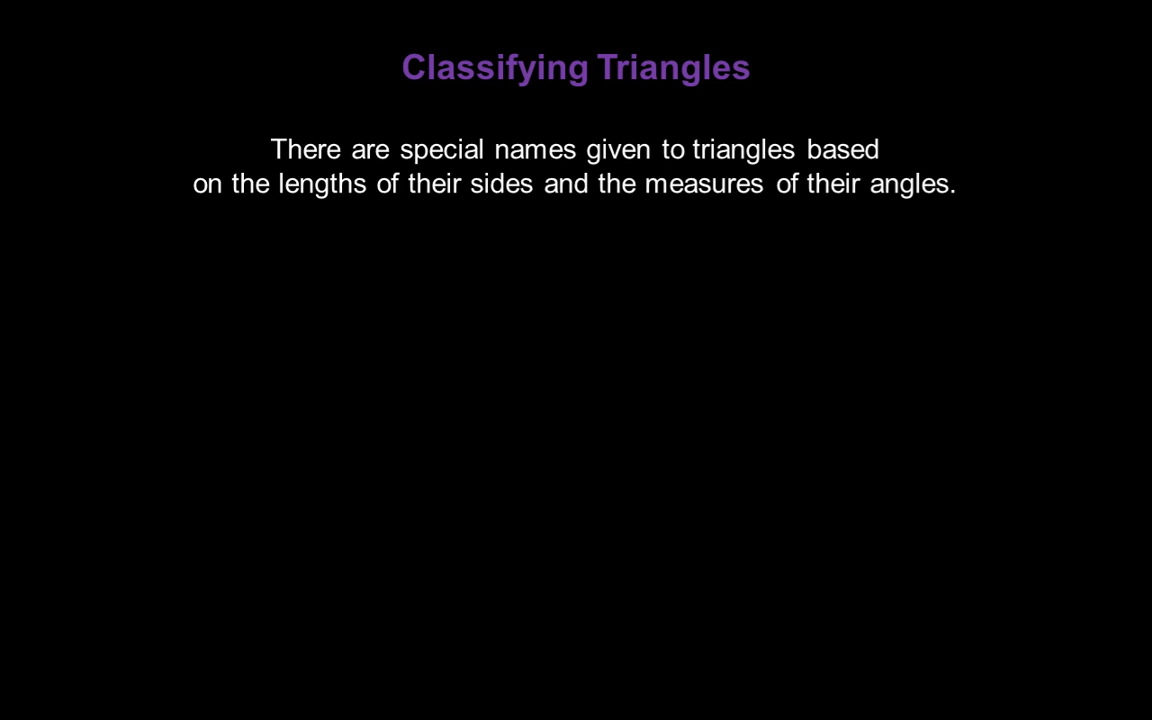 Classifying Triangles
There are special names given to triangles based
on the lengths of their sides and the measures of their angles.